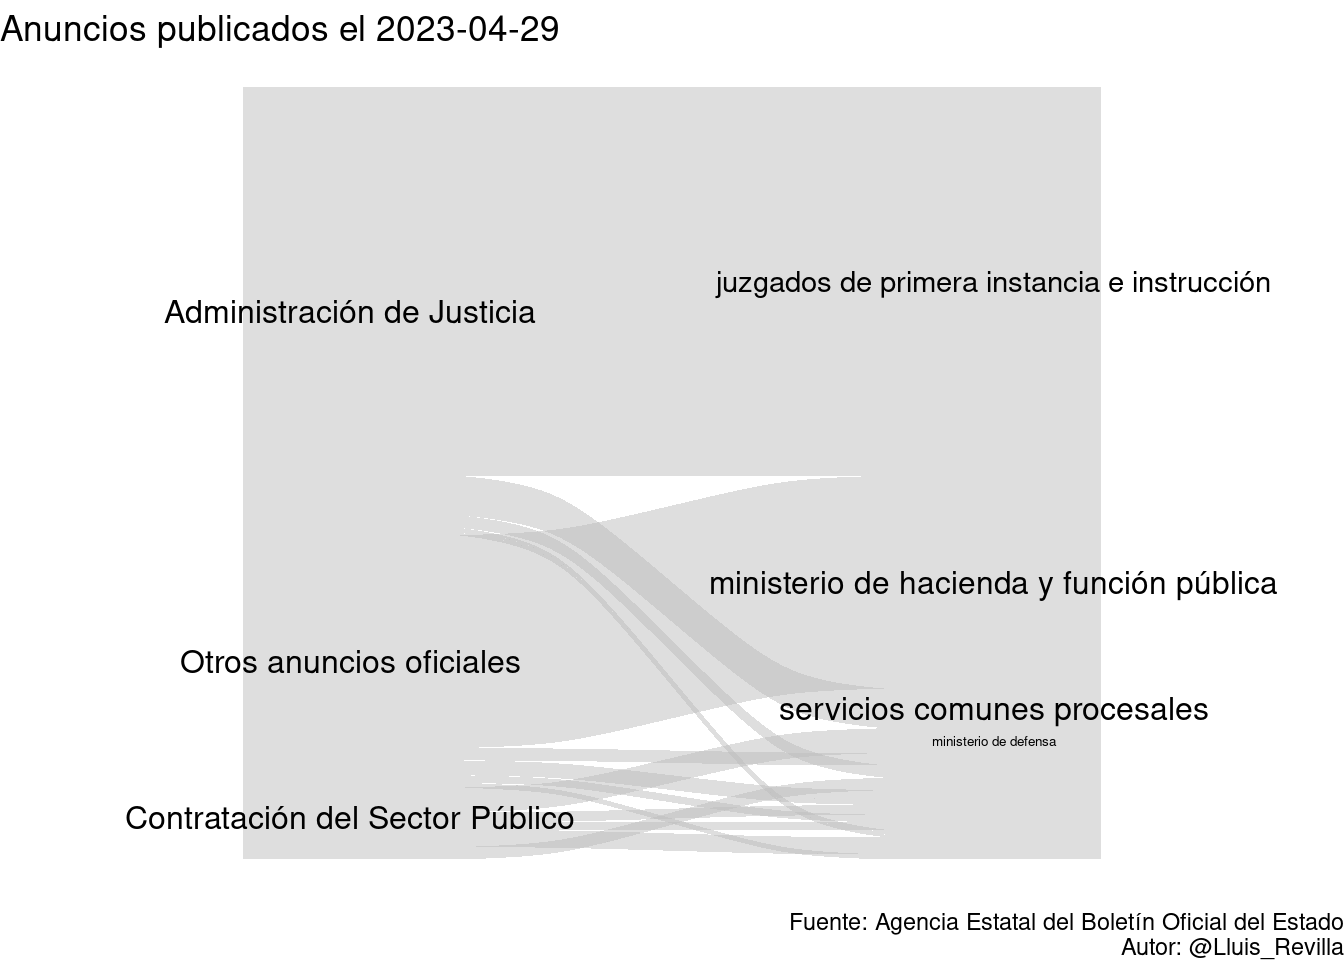 Anuncios publicados el 2023-04-29
juzgados de primera instancia e instrucción
Administración de Justicia
ministerio de hacienda y función pública
Otros anuncios oficiales
servicios comunes procesales
ministerio de defensa
Contratación del Sector Público
Fuente: Agencia Estatal del Boletín Oficial del Estado
Autor: @Lluis_Revilla